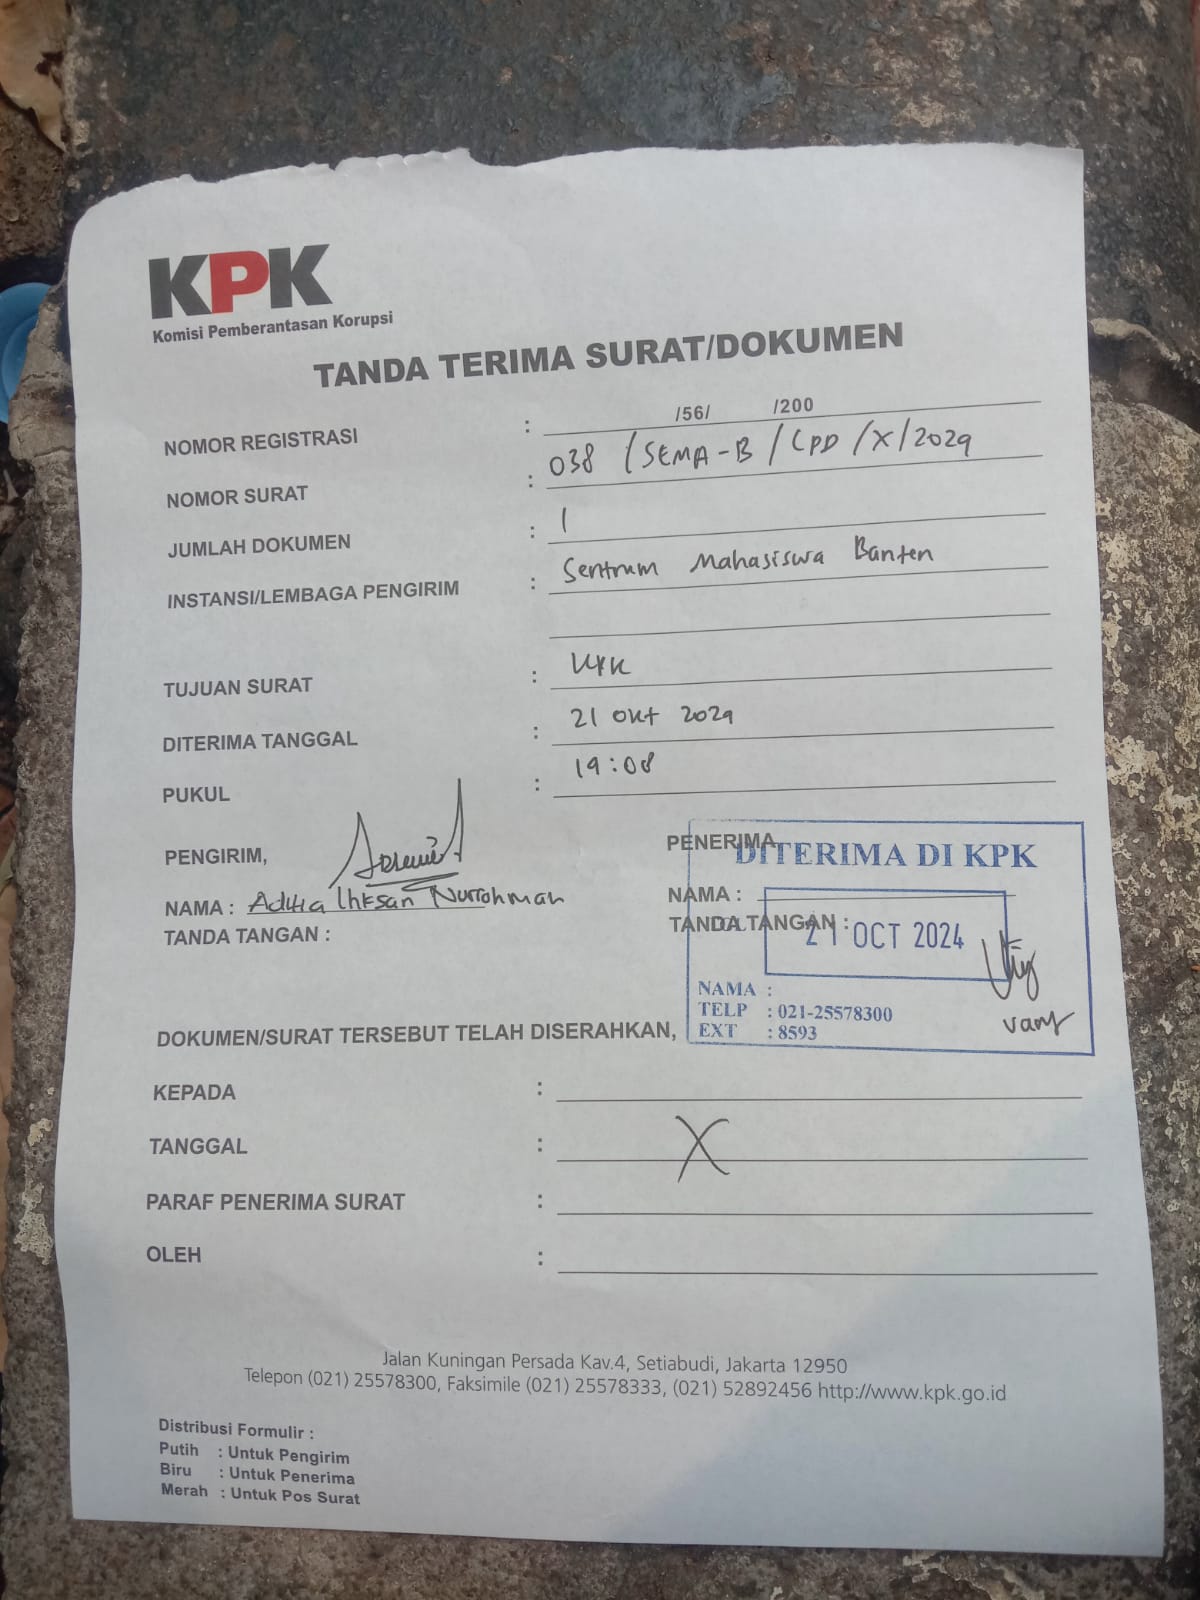 KPK
Komisi Pemberantasan Korupsi
TANDA TERIMA SURAT/DOKUMEN
NOMOR REGISTRASI : /56/ /200
NOMOR SURAT : 038 / SEMA-B / CPD / X / 2024
JUMLAH DOKUMEN : 1
INSTANSI/LEMBAGA PENGIRIM : Sentrum Mahasiswa Banten
TUJUAN SURAT : KPK
DITERIMA TANGGAL : 21 Okt 2024
PUKUL : 14:08
PENGIRIM,
NAMA : Aditia Ihksan Nurrohman
TANDA TANGAN :
PENERIMA
NAMA :
TANDA TANGAN :
DITERIMA DI KPK
21 OCT 2024
NAMA :
TELP : 021-25578300
EXT : 8593
DOKUMEN/SURAT TERSEBUT TELAH DISERAHKAN,
KEPADA :
TANGGAL : X
PARAF PENERIMA SURAT :
OLEH :
Jalan Kuningan Persada Kav.4, Setiabudi, Jakarta 12950
Telepon (021) 25578300, Faksimile (021) 25578333, (021) 52892456 http://www.kpk.go.id
Distribusi Formulir :
Putih : Untuk Pengirim
Biru : Untuk Penerima
Merah : Untuk Pos Surat